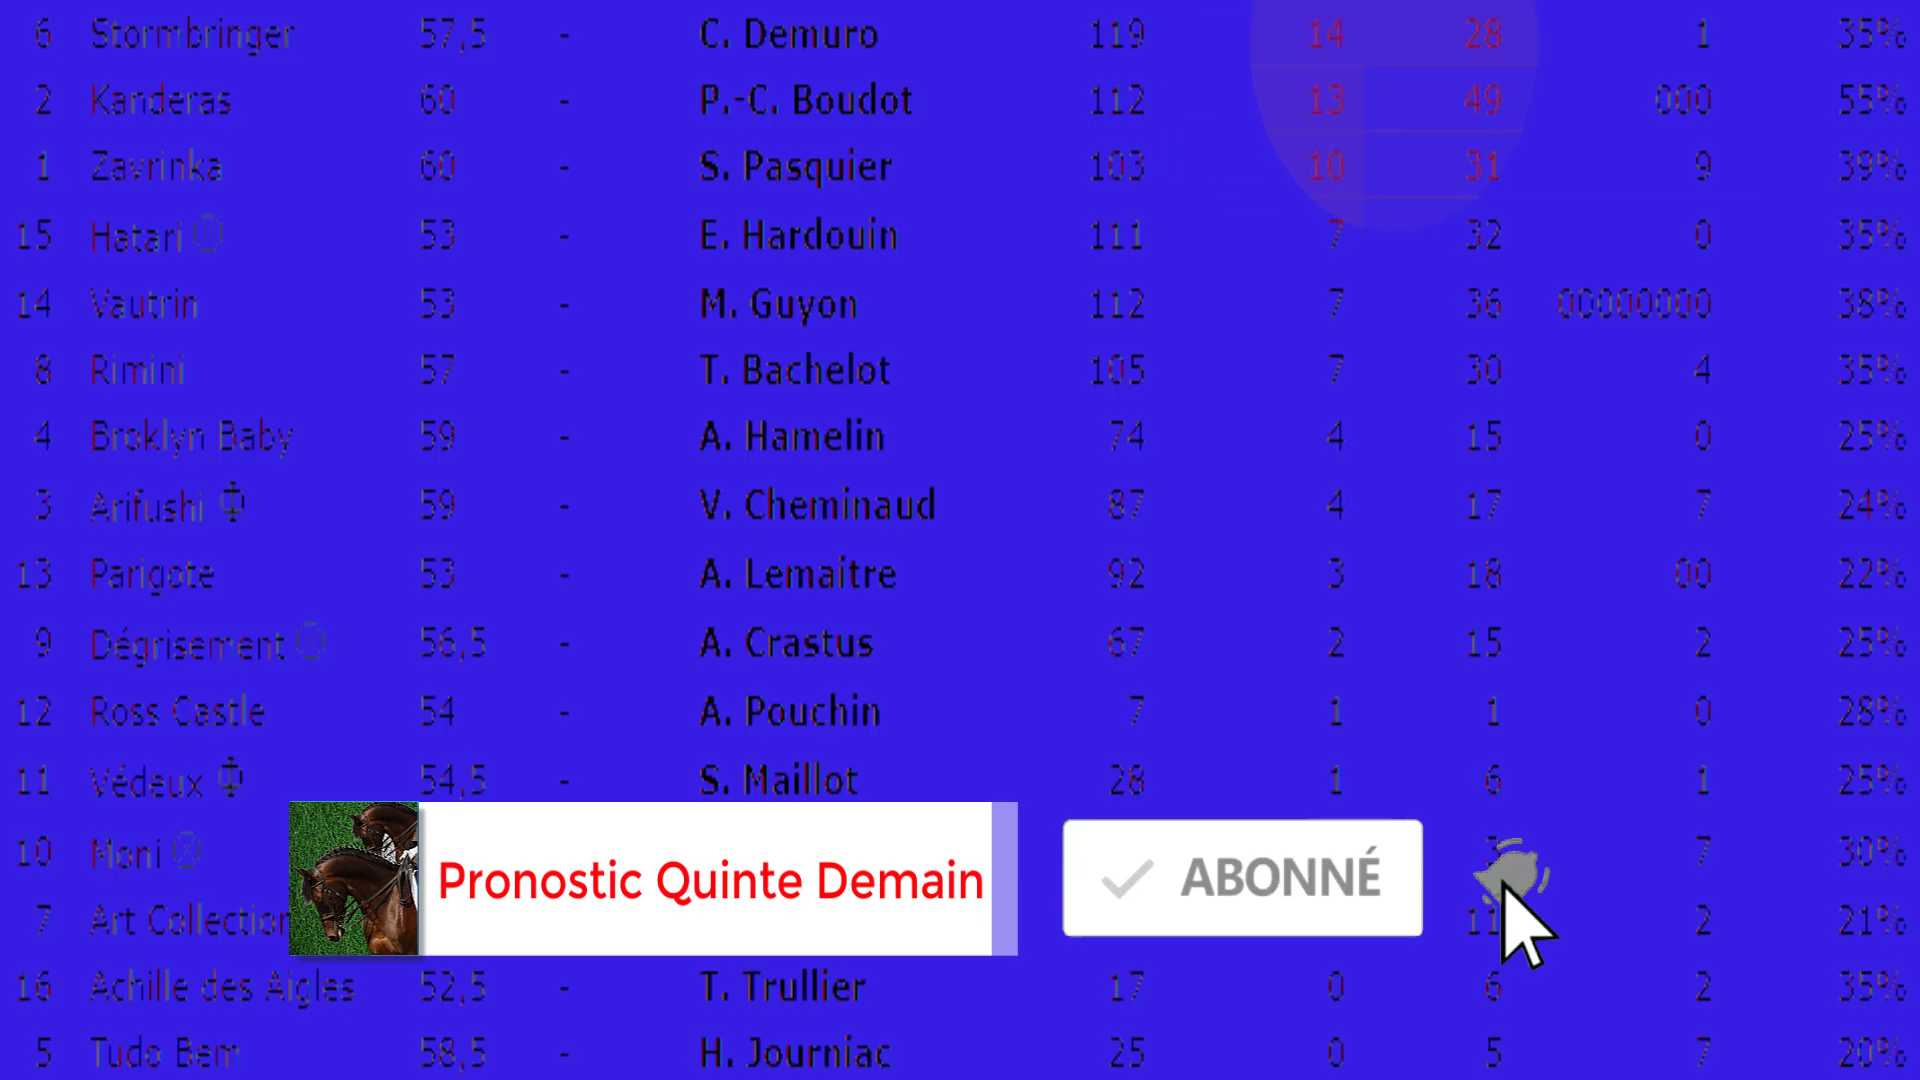 6 Stormbringer 57,5 - C. Demuro 119 14 28 1 35%
2 Kanderas 60 - P.-C. Boudot 112 13 49 000 55%
1 Zavrinka 60 - S. Pasquier 103 10 31 9 39%
15 Hatari 53 - E. Hardouin 111 7 32 0 35%
14 Vautrin 53 - M. Guyon 112 7 36 00000000 38%
8 Rimini 57 - T. Bachelot 105 7 30 4 35%
4 Broklyn Baby 59 - A. Hamelin 74 4 15 0 25%
3 Arifushi 59 - V. Cheminaud 87 4 17 7 24%
13 Parigote 53 - A. Lemaitre 92 3 18 00 22%
9 Dégrisement 56,5 - A. Crastus 67 2 15 2 25%
12 Ross Castle 54 - A. Pouchin 7 1 1 0 28%
11 Védeux 54,5 - S. Maillot 28 1 6 1 25%
10 Moni 7 30%
Pronostic Quinte Demain
ABONNÉ
7 Art Collection 11 2 21%
16 Achille des Aigles 52,5 - T. Trullier 17 0 6 2 35%
5 Tudo Bem 58,5 - H. Journiac 25 0 5 7 20%